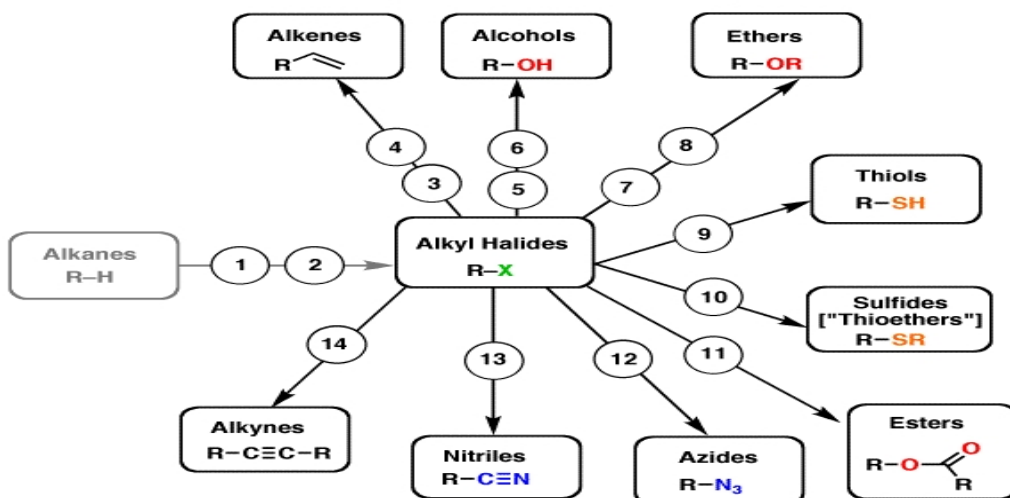 Alkenes
R
Alcohols
R–OH
Ethers
R–OR
4
6
8
3
5
7
Thiols
R–SH
9
Alkanes
R–H
1
2
Alkyl Halides
R–X
10
Sulfides
["Thioethers"]
R–SR
14
13
12
11
Alkynes
R–C≡C–R
Nitriles
R–C≡N
Azides
R–N₃
Esters
O
R–O
R